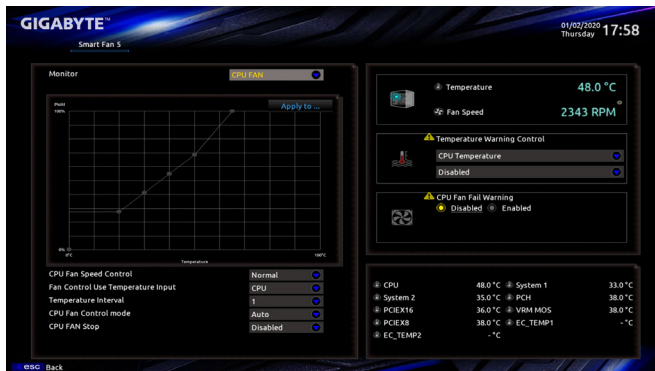 GIGABYTE™
Smart Fan 5
01/02/2020
Thursday
17:58
Monitor
CPU FAN
PWM
100%
Apply to ...
0%
0°C
100°C
Temperature
CPU Fan Speed Control Normal
Fan Control Use Temperature Input CPU
Temperature Interval 1
CPU Fan Control mode Auto
CPU FAN Stop Disabled
Temperature 48.0 °C
Fan Speed 2343 RPM
Temperature Warning Control
CPU Temperature
Disabled
CPU Fan Fail Warning
Disabled Enabled
CPU 48.0°C System 1 33.0°C
System 2 35.0°C PCH 38.0°C
PCIEX16 36.0°C VRM MOS 38.0°C
PCIEX8 38.0°C EC_TEMP1 -°C
EC_TEMP2 -°C
esc Back